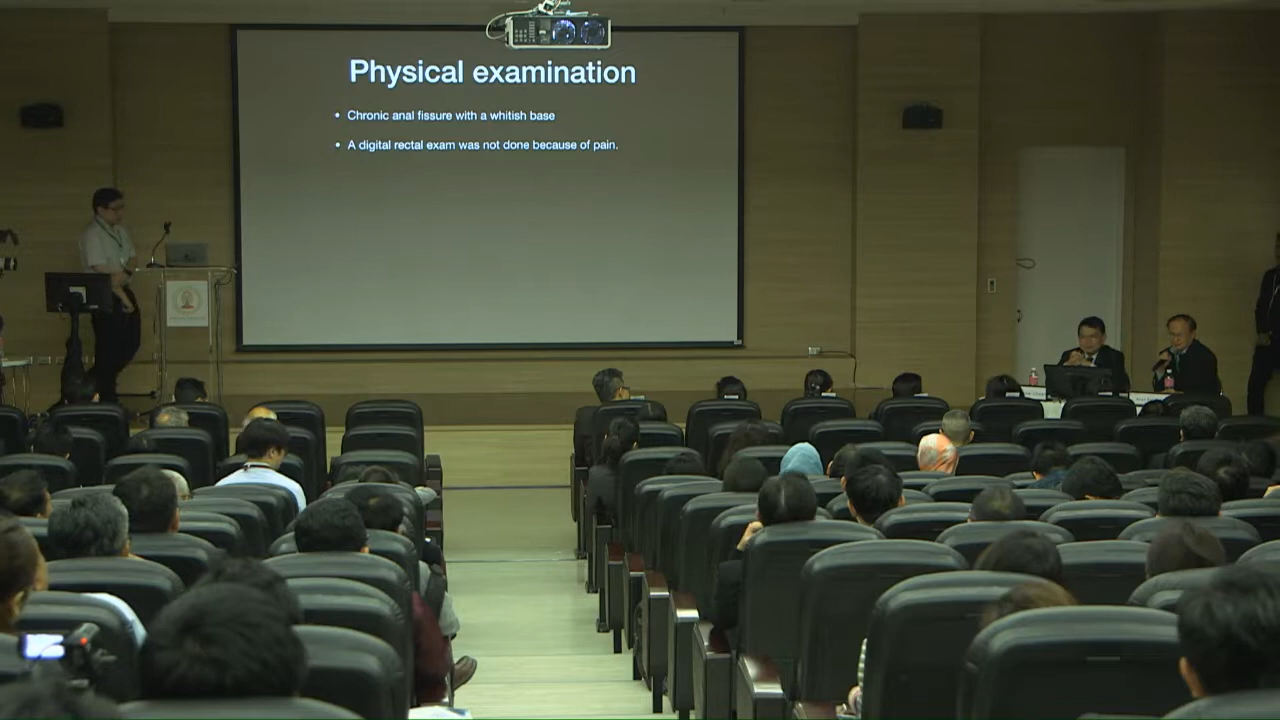 Physical examination
• Chronic anal fissure with a whitish base
• A digital rectal exam was not done because of pain.